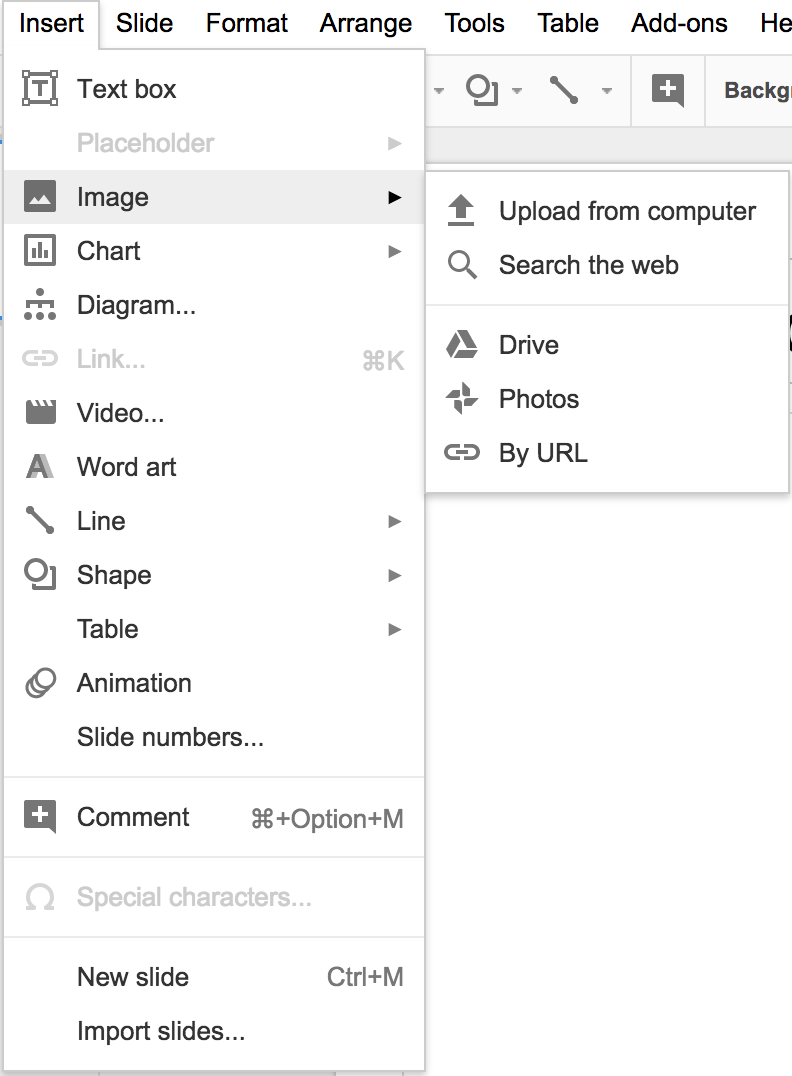 Insert Slide Format Arrange Tools Table Add-ons He
Text box
Placeholder
Image
Chart
Diagram...
Link... ⌘K
Video...
Word art
Line
Shape
Table
Animation
Slide numbers...
Comment ⌘+Option+M
Special characters...
New slide Ctrl+M
Import slides...
Backg
Upload from computer
Search the web
Drive
Photos
By URL